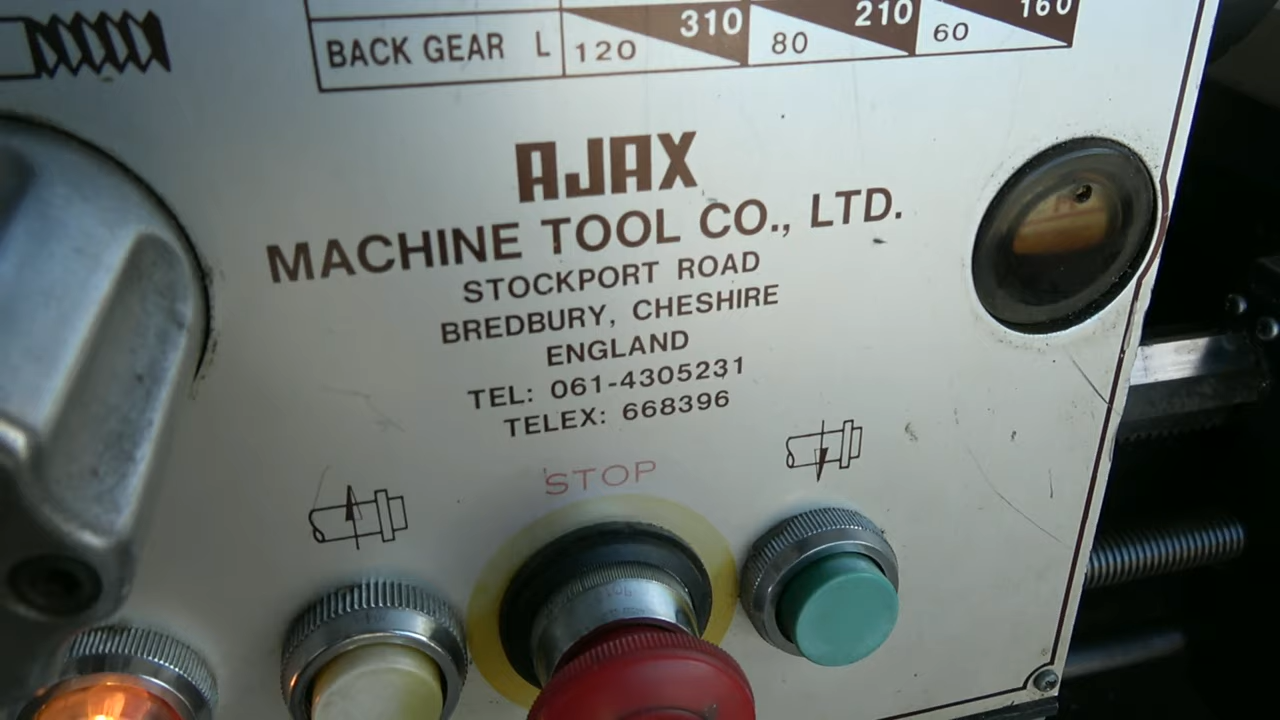 310 210 160
BACK GEAR L 120 80 60
AJAX
MACHINE TOOL CO., LTD.
STOCKPORT ROAD
BREDBURY, CHESHIRE
ENGLAND
TEL: 061-4305231
TELEX: 668396
STOP